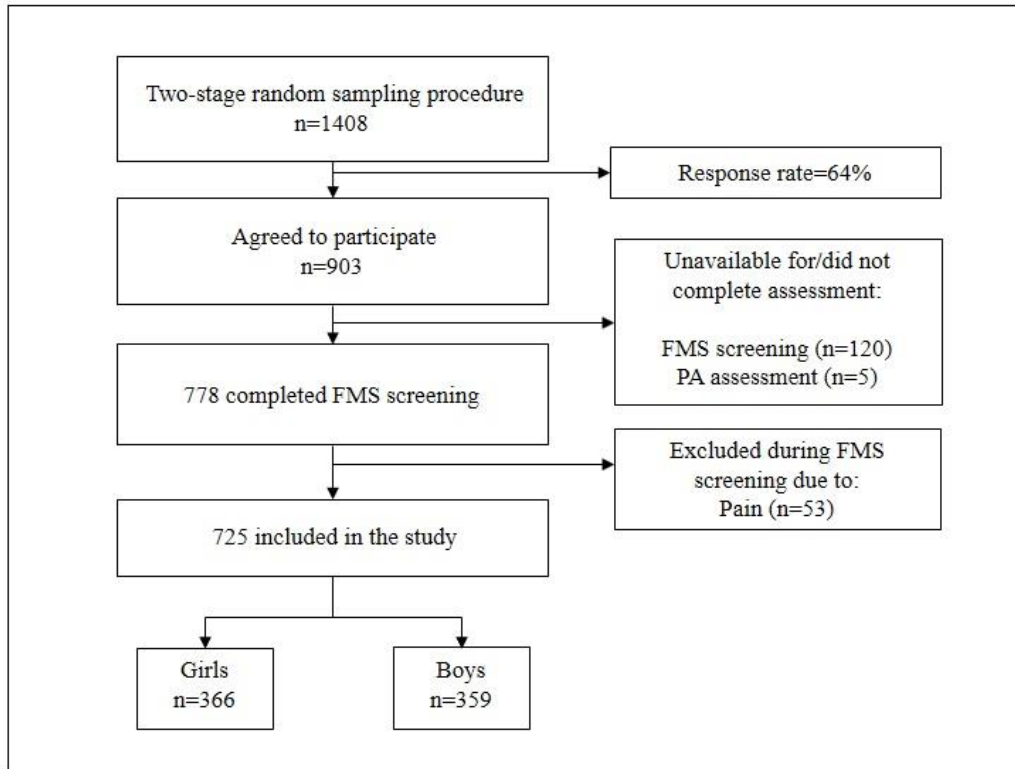 Two-stage random sampling procedure
n=1408
Response rate=64%
Agreed to participate
n=903
Unavailable for/did not
complete assessment:
FMS screening (n=120)
PA assessment (n=5)
778 completed FMS screening
Excluded during FMS
screening due to:
Pain (n=53)
725 included in the study
Girls
n=366
Boys
n=359